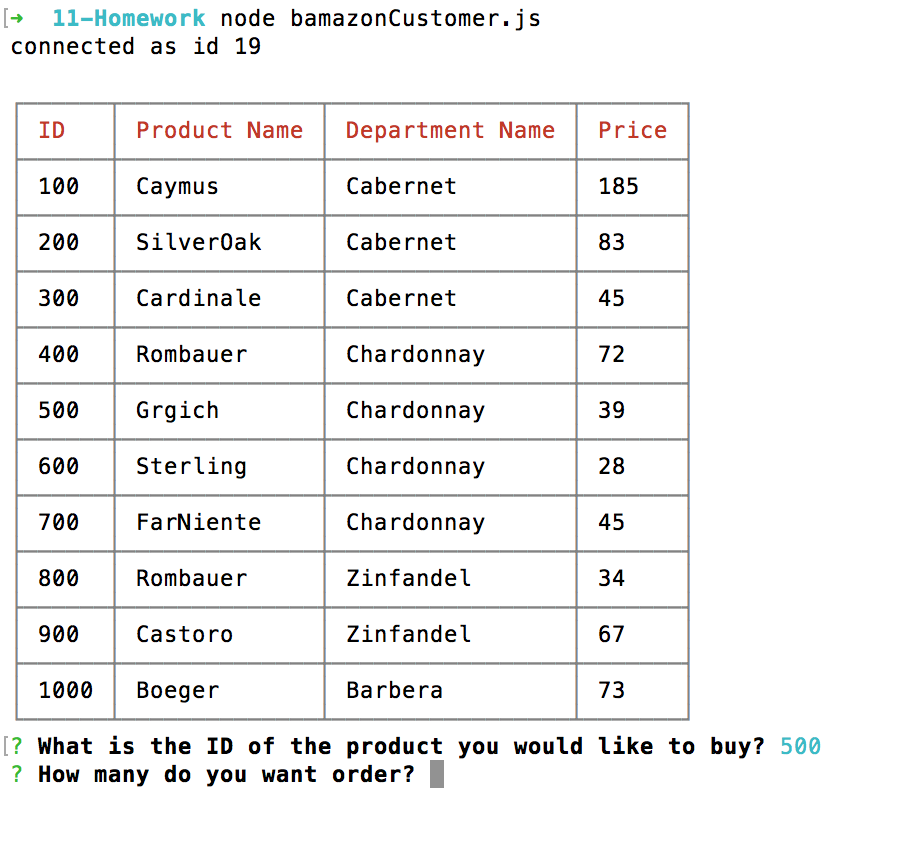 [➜ 11-Homework node bamazonCustomer.js
connected as id 19
ID Product Name Department Name Price
100 Caymus Cabernet 185
200 SilverOak Cabernet 83
300 Cardinale Cabernet 45
400 Rombauer Chardonnay 72
500 Grgich Chardonnay 39
600 Sterling Chardonnay 28
700 FarNiente Chardonnay 45
800 Rombauer Zinfandel 34
900 Castoro Zinfandel 67
1000 Boeger Barbera 73
[? What is the ID of the product you would like to buy? 500
? How many do you want order?